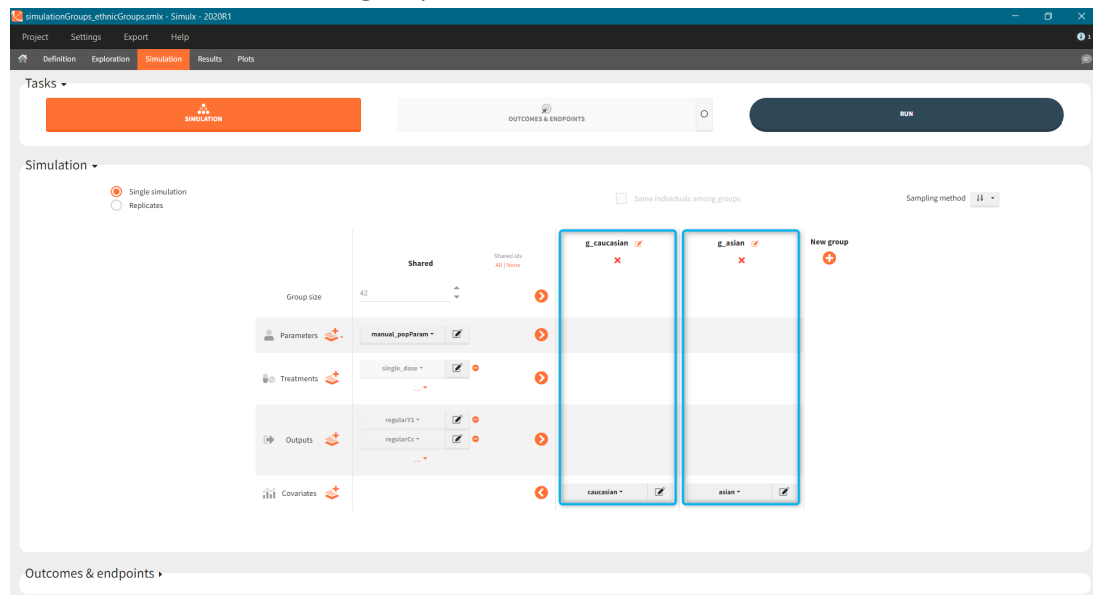 simulationGroups_ethnicGroups.smlx - Simulx - 2020R1
Project Settings Export Help
Definition Exploration Simulation Results Plots
Tasks
SIMULATION
OUTCOMES & ENDPOINTS
RUN
Simulation
Single simulation
Replicates
Same individuals among groups
Sampling method
Shared
Shared ids
All | None
g_caucasian
g_asian
New group
Group size
42
Parameters
manual_popParam
Treatments
single_dose
...
Outputs
regularY1
regularCc
...
Covariates
caucasian
asian
Outcomes & endpoints